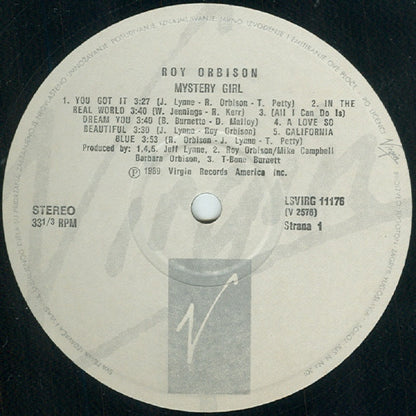 ROY ORBISON
MYSTERY GIRL
1. YOU GOT IT 3:27 (J. Lynne - R. Orbison - T. Petty) 2. IN THE
REAL WORLD 3:40 (W. Jennings - R. Kerr) 3. (All I Can Do Is)
DREAM YOU 3:40 (B. Burnette - D. Malloy) 4. A LOVE SO
BEAUTIFUL 3:30 (J. Lynne - Roy Orbison) 5. CALIFORNIA
BLUE 3:53 (R. Orbison - J. Lynne - T. Petty)
Produced by: 1,4,5. Jeff Lynne, 2. Roy Orbison/Mike Campbell
Barbara Orbison, 3. T-Bone Burnett
Ⓟ 1989 Virgin Records America Inc.
STEREO
33 1/3 RPM
LSVIRG 11176
(V 2576)
Strana 1
Virgin